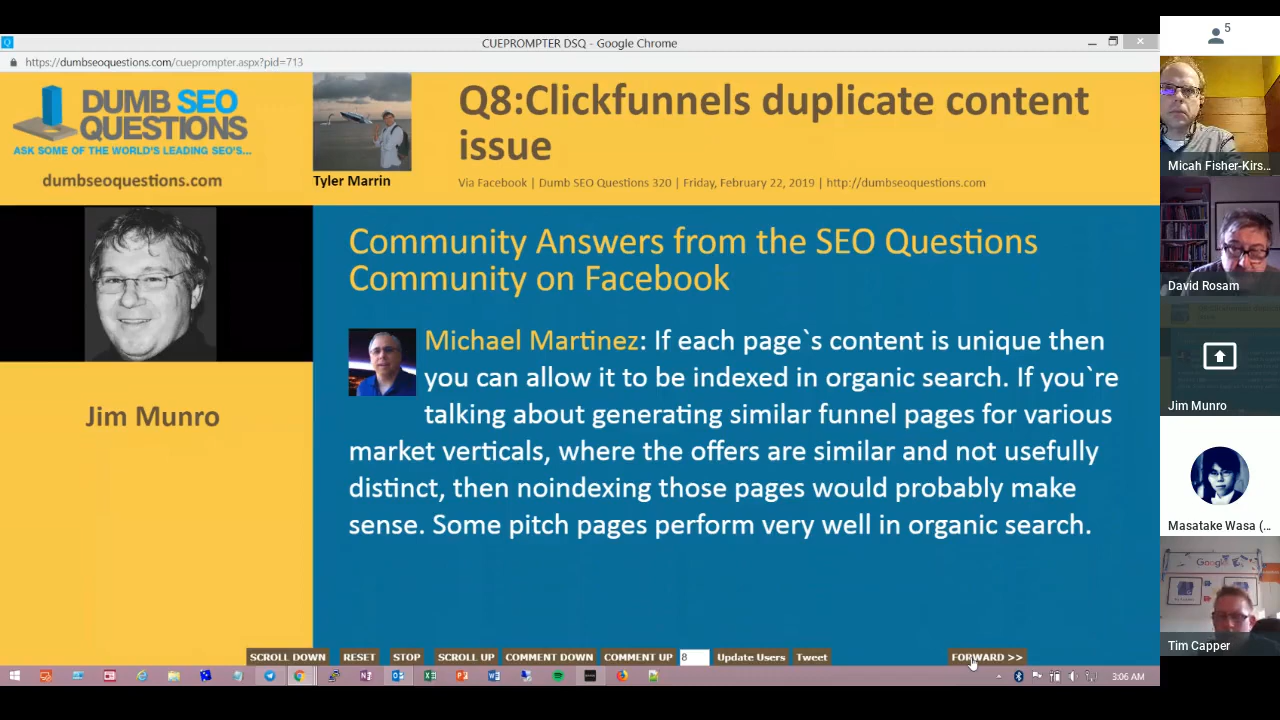 CUEPROMPTER DSQ - Google Chrome
https://dumbseoquestions.com/cueprompter.aspx?pid=713
DUMB SEO
QUESTIONS
ASK SOME OF THE WORLD'S LEADING SEO'S...
dumbseoquestions.com
Tyler Marrin
Q8:Clickfunnels duplicate content
issue
Via Facebook | Dumb SEO Questions 320 | Friday, February 22, 2019 | http://dumbseoquestions.com
Jim Munro
Community Answers from the SEO Questions
Community on Facebook
Michael Martinez: If each page`s content is unique then
you can allow it to be indexed in organic search. If you`re
talking about generating similar funnel pages for various
market verticals, where the offers are similar and not usefully
distinct, then noindexing those pages would probably make
sense. Some pitch pages perform very well in organic search.
SCROLL DOWN RESET STOP SCROLL UP COMMENT DOWN COMMENT UP 8 Update Users Tweet FORWARD >>
3:06 AM
5
Micah Fisher-Kirs...
David Rosam
Jim Munro
Masatake Wasa (...
Google
Tim Capper